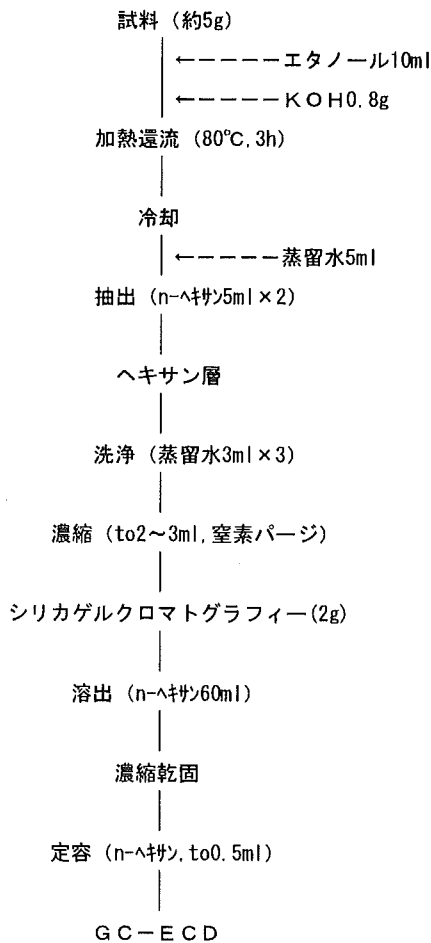 試料 (約5g)
エタノール10ml
KOH0.8g
加熱還流 (80℃,3h)
冷却
蒸留水5ml
抽出 (n-ヘキサン5ml×2)
ヘキサン層
洗浄 (蒸留水3ml×3)
濃縮 (to2~3ml,窒素パージ)
シリカゲルクロマトグラフィー(2g)
溶出 (n-ヘキサン60ml)
濃縮乾固
定容 (n-ヘキサン,to0.5ml)
GC-ECD